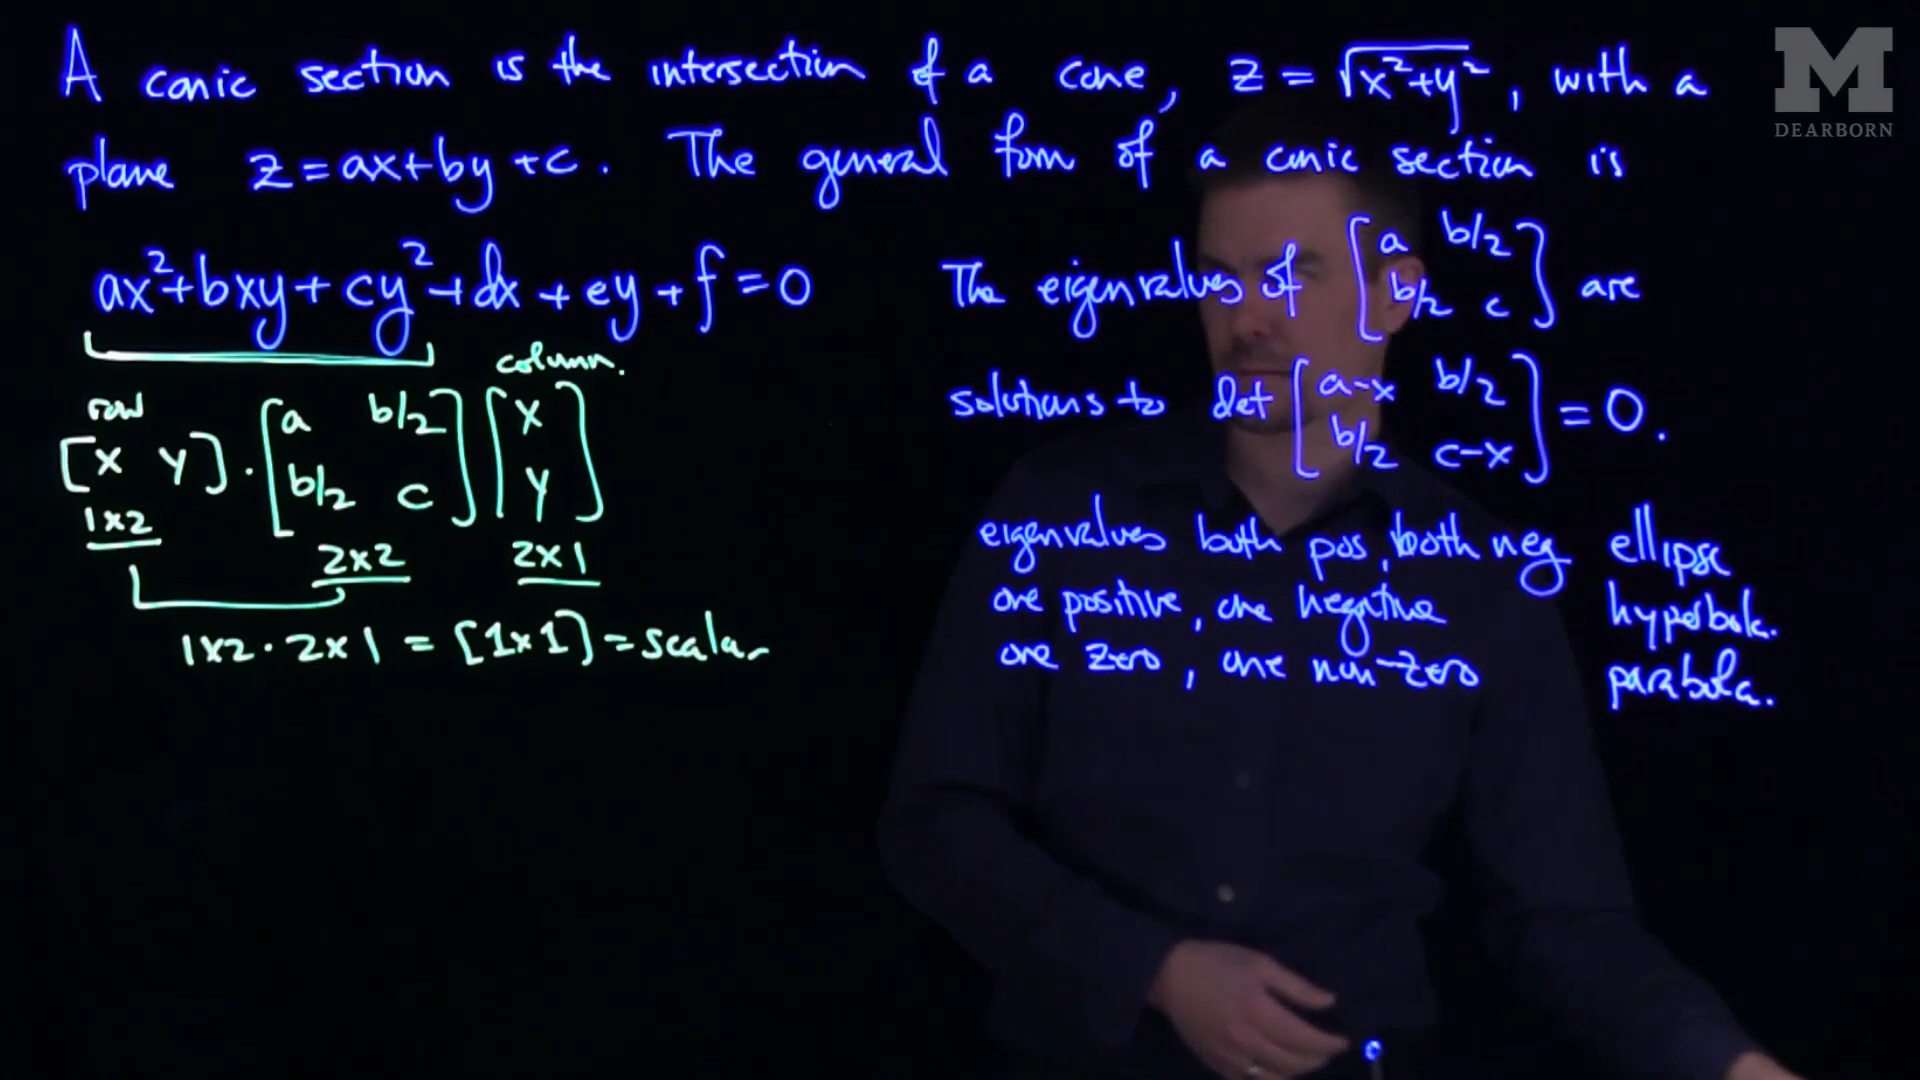 A conic section is the intersection of a cone, z = √x²+y², with a
plane z = ax+by+c. The general form of a conic section is
ax²+bxy+cy²+dx+ey+f=0
row
column.
[x y] · [a b/2
b/2 c] [x
y]
1x2
2x2
2x1
1x2 · 2x1 = [1x1] = scalar
The eigenvalues of [a b/2
b/2 c] are
solutions to det [a-x b/2
b/2 c-x] = 0.
eigenvalues both pos, both neg ellipse
one positive, one negative hyperbola.
one zero, one non-zero parabola.
M
DEARBORN